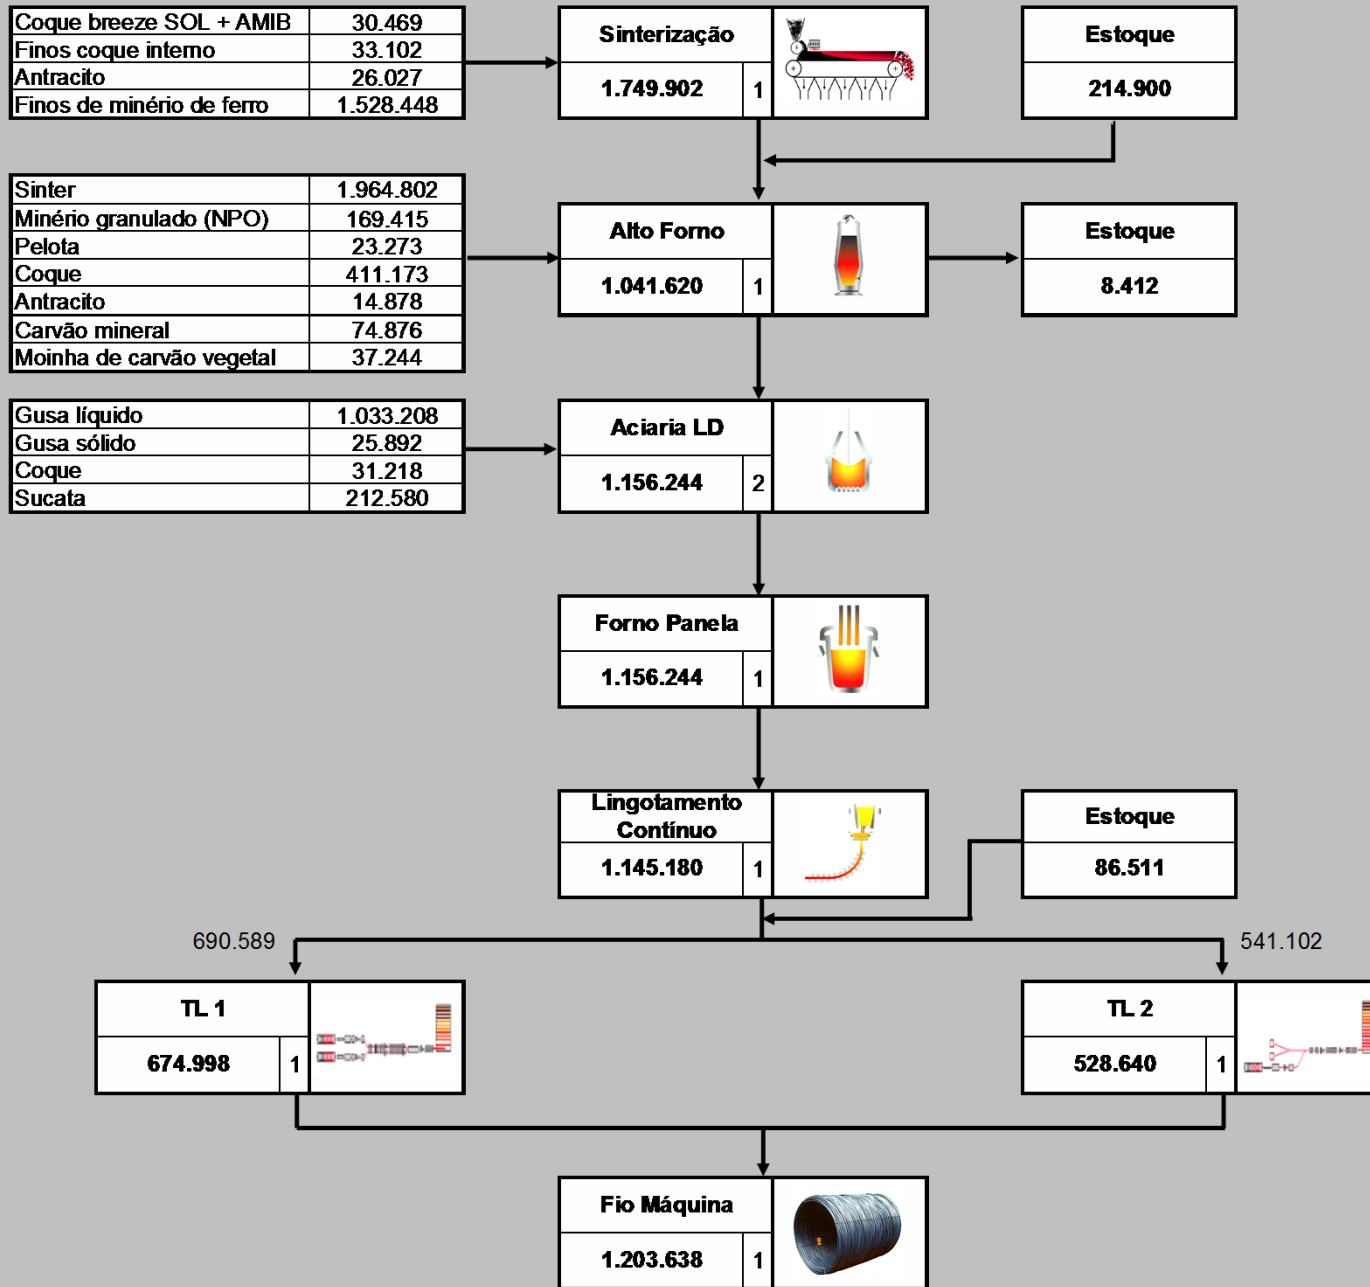 Coque breeze SOL + AMIB 30.469
Finos coque interno 33.102
Antracito 26.027
Finos de minério de ferro 1.528.448
Sinterização
1.749.902 1
Estoque
214.900
Sinter 1.964.802
Minério granulado (NPO) 169.415
Pelota 23.273
Coque 411.173
Antracito 14.878
Carvão mineral 74.876
Moinha de carvão vegetal 37.244
Alto Forno
1.041.620 1
Estoque
8.412
Gusa líquido 1.033.208
Gusa sólido 25.892
Coque 31.218
Sucata 212.580
Aciaria LD
1.156.244 2
Forno Panela
1.156.244 1
Lingotamento
Contínuo
1.145.180 1
Estoque
86.511
690.589
541.102
TL 1
674.998 1
TL 2
528.640 1
Fio Máquina
1.203.638 1